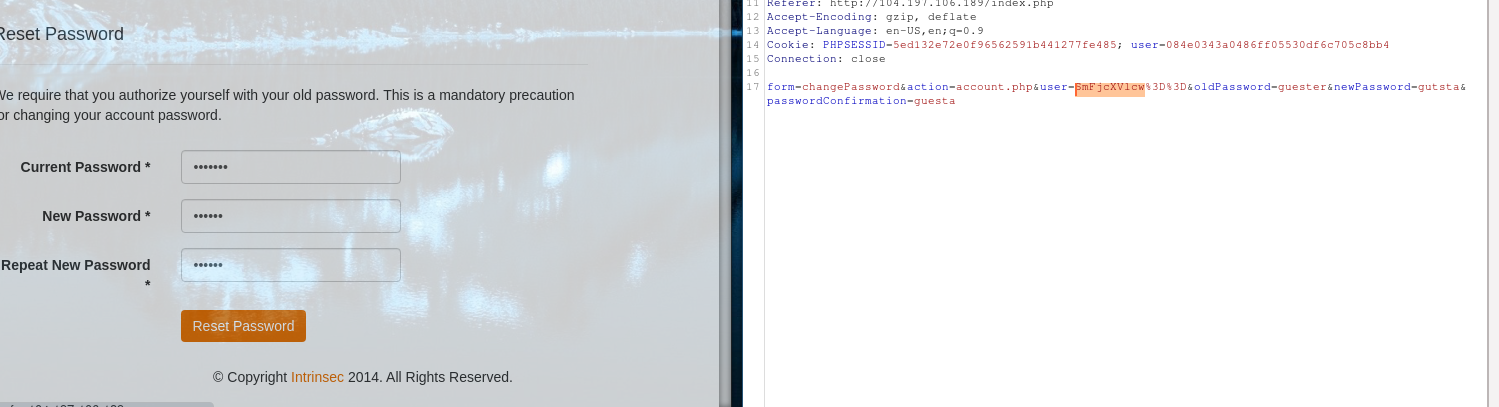 Reset Password
We require that you authorize yourself with your old password. This is a mandatory precaution
for changing your account password.
Current Password *
•••••••
New Password *
••••••
Repeat New Password
*
••••••
Reset Password
© Copyright Intrinsec 2014. All Rights Reserved.
11 Referer: http://104.197.106.189/index.php
12 Accept-Encoding: gzip, deflate
13 Accept-Language: en-US,en;q=0.9
14 Cookie: PHPSESSID=5ed132e72e0f96562591b441277fe485; user=084e0343a0486ff05530df6c705c8bb4
15 Connection: close
16
17 form=changePassword&action=account.php&user=SmFjcXVlcw%3D%3D&oldPassword=guester&newPassword=gutsta&
passwordConfirmation=guesta